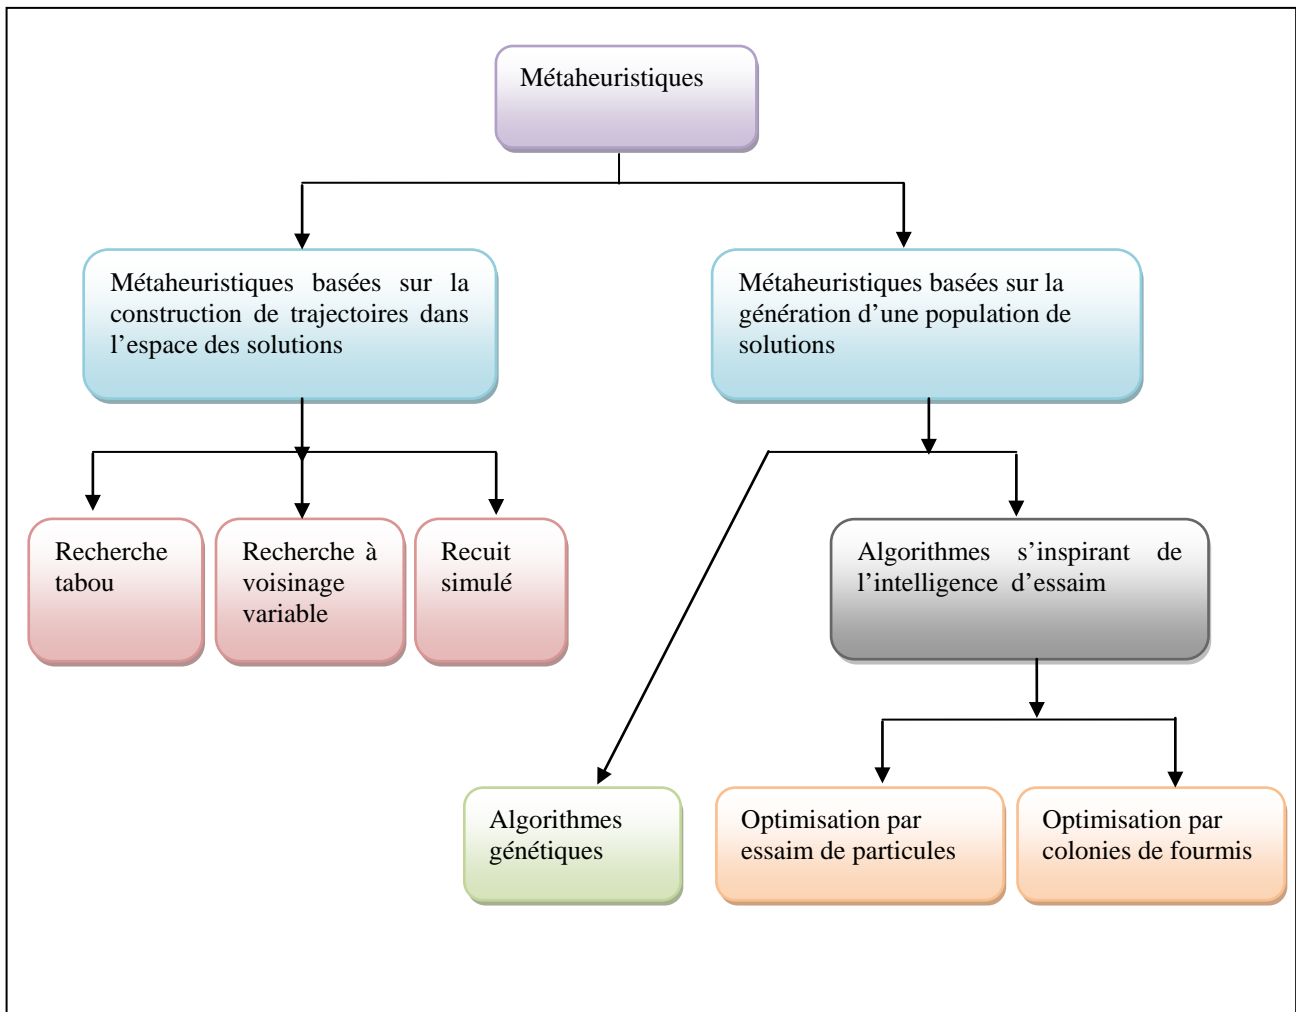 Métaheuristiques
Métaheuristiques basées sur la
construction de trajectoires dans
l’espace des solutions
Métaheuristiques basées sur la
génération d’une population de
solutions
Recherche
tabou
Recherche à
voisinage
variable
Recuit
simulé
Algorithmes s’inspirant de
l’intelligence d’essaim
Algorithmes
génétiques
Optimisation par
essaim de particules
Optimisation par
colonies de fourmis